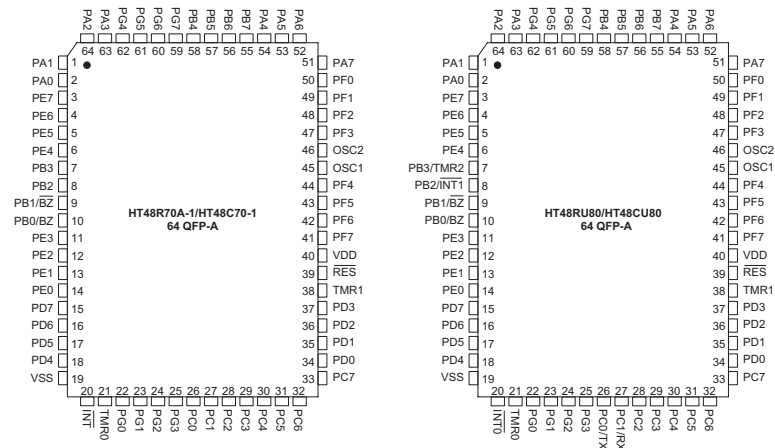 PA2 PA3 PG4 PG5 PG6 PG7 PB4 PB5 PB6 PB7 PA4 PA5 PA6
64 63 62 61 60 59 58 57 56 55 54 53 52
PA1 1 51 PA7
PA0 2 50 PF0
PE7 3 49 PF1
PE6 4 48 PF2
PE5 5 47 PF3
PE4 6 46 OSC2
PB3 7 45 OSC1
PB2 8 44 PF4
PB1/B̅Z̅ 9 43 PF5
PB0/BZ 10 42 PF6
PE3 11 41 PF7
PE2 12 40 VDD
PE1 13 39 R̅E̅S̅
PE0 14 38 TMR1
PD7 15 37 PD3
PD6 16 36 PD2
PD5 17 35 PD1
PD4 18 34 PD0
VSS 19 33 PC7
HT48R70A-1/HT48C70-1
64 QFP-A
20 21 22 23 24 25 26 27 28 29 30 31 32
I̅N̅T̅ TMR0 PG0 PG1 PG2 PG3 PC0 PC1 PC2 PC3 PC4 PC5 PC6
PA2 PA3 PG4 PG5 PG6 PG7 PB4 PB5 PB6 PB7 PA4 PA5 PA6
64 63 62 61 60 59 58 57 56 55 54 53 52
PA1 1 51 PA7
PA0 2 50 PF0
PE7 3 49 PF1
PE6 4 48 PF2
PE5 5 47 PF3
PE4 6 46 OSC2
PB3/TMR2 7 45 OSC1
PB2/I̅N̅T̅1̅ 8 44 PF4
PB1/B̅Z̅ 9 43 PF5
PB0/BZ 10 42 PF6
PE3 11 41 PF7
PE2 12 40 VDD
PE1 13 39 R̅E̅S̅
PE0 14 38 TMR1
PD7 15 37 PD3
PD6 16 36 PD2
PD5 17 35 PD1
PD4 18 34 PD0
VSS 19 33 PC7
HT48RU80/HT48CU80
64 QFP-A
20 21 22 23 24 25 26 27 28 29 30 31 32
I̅N̅T̅0̅ TMR0 PG0 PG1 PG2 PG3 PC0/TX PC1/RX PC2 PC3 PC4 PC5 PC6